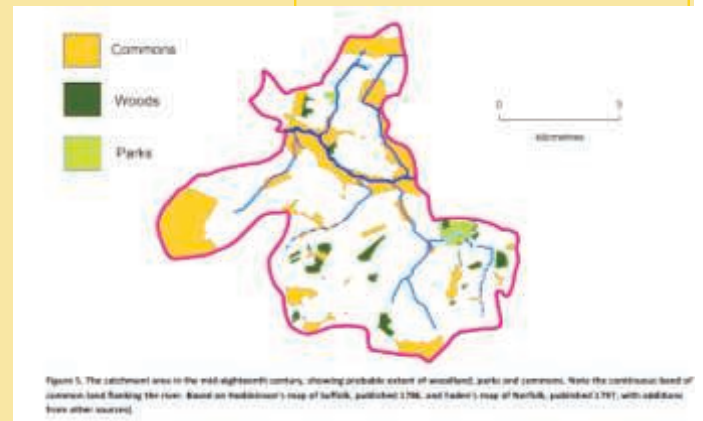 Commons
Woods
Parks
0 9
kilometres
Figure 5. The catchment area in the mid-eighteenth century, showing probable extent of woodland, parks and commons. Note the continuous band of
common land flanking the river. Based on Hodskinson's map of Suffolk, published 1786, and Faden's map of Norfolk, published 1797, with additions
from other sources)